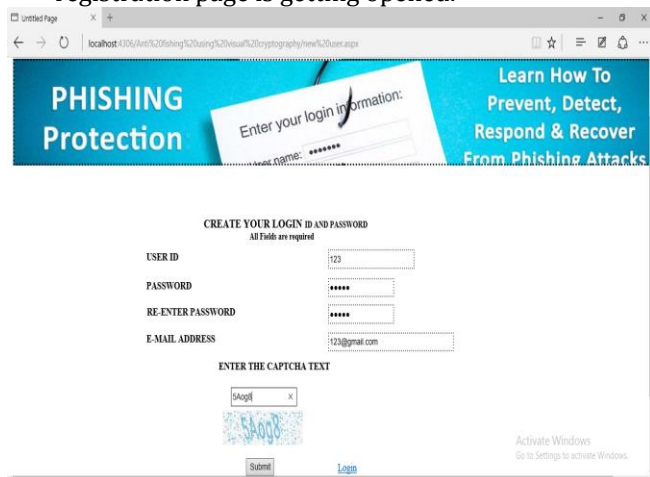 registration page is getting opened.
Untitled Page
localhost:4306/Anti%20fishing%20using%20visual%20cryptography/new%20user.aspx
PHISHING
Protection
Enter your login information:
User name:
Learn How To
Prevent, Detect,
Respond & Recover
From Phishing Attacks
CREATE YOUR LOGIN ID AND PASSWORD
All Fields are required
USER ID
123
PASSWORD
•••••
RE-ENTER PASSWORD
•••••
E-MAIL ADDRESS
123@gmail.com
ENTER THE CAPTCHA TEXT
5Aog8
5Aog8
Submit
Login
Activate Windows
Go to Settings to activate Windows.